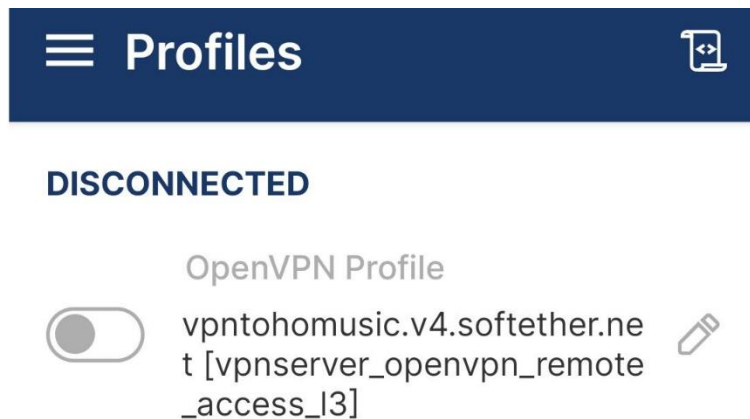 Profiles
DISCONNECTED
OpenVPN Profile
vpntohomusic.v4.softether.ne
t [vpnserver_openvpn_remote
_access_l3]